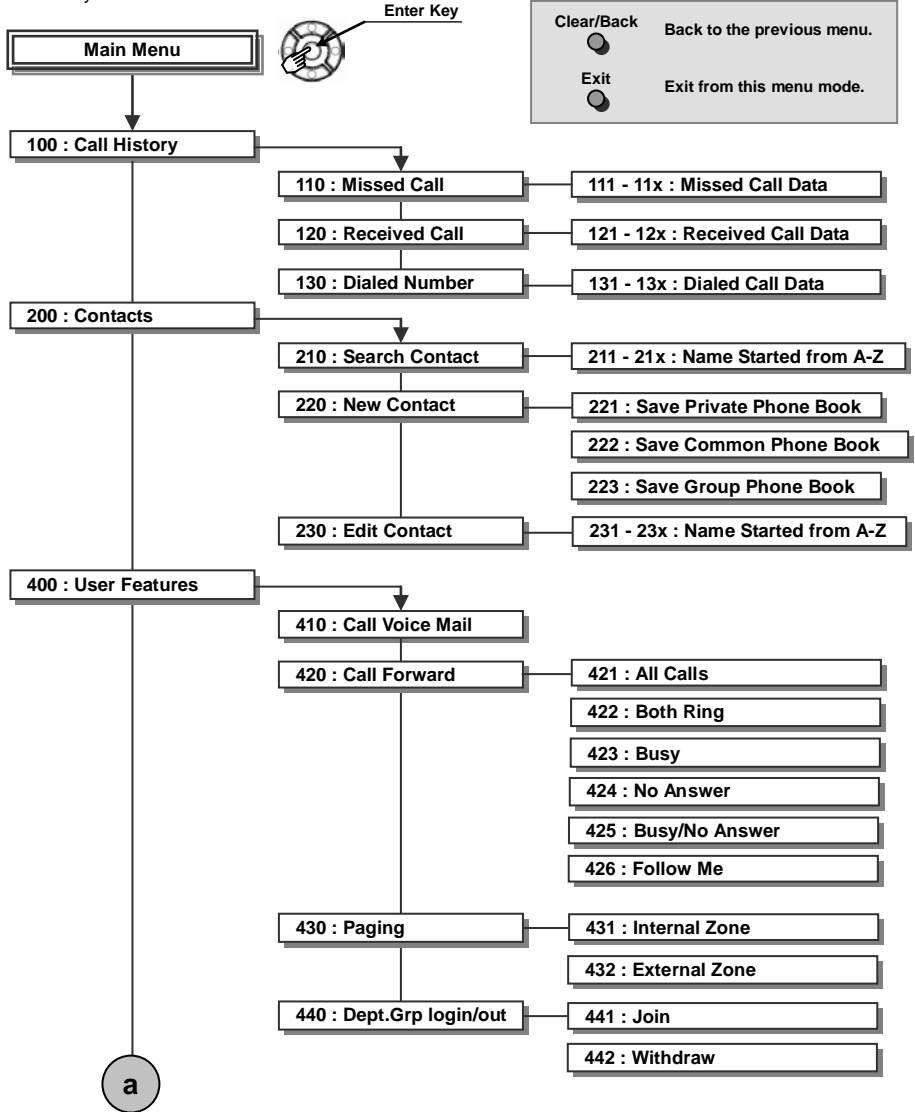 Enter Key
Main Menu
Clear/Back
Back to the previous menu.
Exit
Exit from this menu mode.
100 : Call History
110 : Missed Call
111 - 11x : Missed Call Data
120 : Received Call
121 - 12x : Received Call Data
130 : Dialed Number
131 - 13x : Dialed Call Data
200 : Contacts
210 : Search Contact
211 - 21x : Name Started from A-Z
220 : New Contact
221 : Save Private Phone Book
222 : Save Common Phone Book
223 : Save Group Phone Book
230 : Edit Contact
231 - 23x : Name Started from A-Z
400 : User Features
410 : Call Voice Mail
420 : Call Forward
421 : All Calls
422 : Both Ring
423 : Busy
424 : No Answer
425 : Busy/No Answer
426 : Follow Me
430 : Paging
431 : Internal Zone
432 : External Zone
440 : Dept.Grp login/out
441 : Join
442 : Withdraw
a